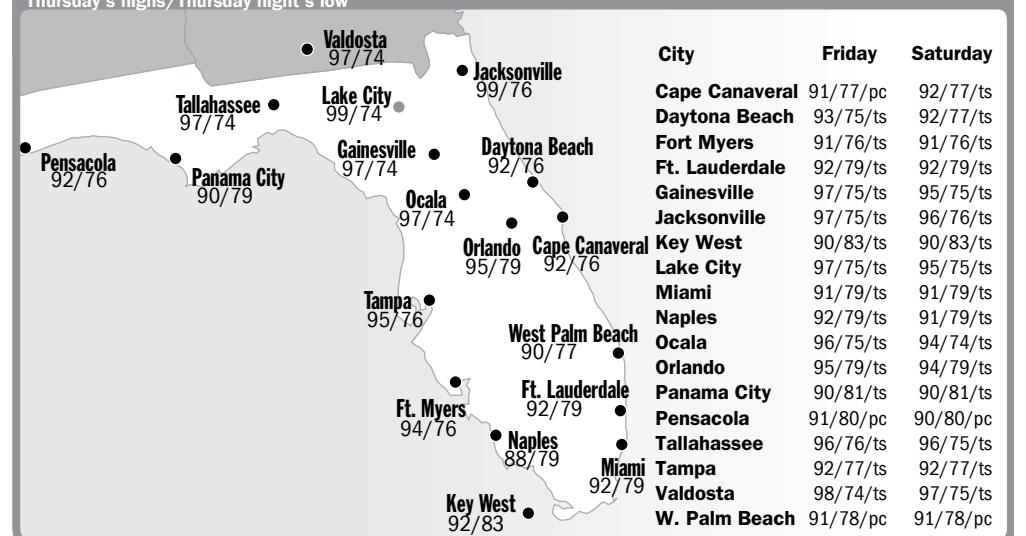 Thursday's highs/Thursday night's low
Valdosta
97/74
Jacksonville
99/76
Lake City
99/74
Tallahassee
97/74
Pensacola
92/76
Panama City
90/79
Gainesville
97/74
Daytona Beach
92/76
Ocala
97/74
Orlando
95/79
Cape Canaveral
92/76
Tampa
95/76
West Palm Beach
90/77
Ft. Lauderdale
92/79
Ft. Myers
94/76
Naples
88/79
Miami
92/79
Key West
92/83
City Friday Saturday
Cape Canaveral 91/77/pc 92/77/ts
Daytona Beach 93/75/ts 92/77/ts
Fort Myers 91/76/ts 91/76/ts
Ft. Lauderdale 92/79/ts 92/79/ts
Gainesville 97/75/ts 95/75/ts
Jacksonville 97/75/ts 96/76/ts
Key West 90/83/ts 90/83/ts
Lake City 97/75/ts 95/75/ts
Miami 91/79/ts 91/79/ts
Naples 92/79/ts 91/79/ts
Ocala 96/75/ts 94/74/ts
Orlando 95/79/ts 94/79/ts
Panama City 90/81/ts 90/81/ts
Pensacola 91/80/pc 90/80/pc
Tallahassee 96/76/ts 96/75/ts
Tampa 92/77/ts 92/77/ts
Valdosta 98/74/ts 97/75/ts
W. Palm Beach 91/78/pc 91/78/pc